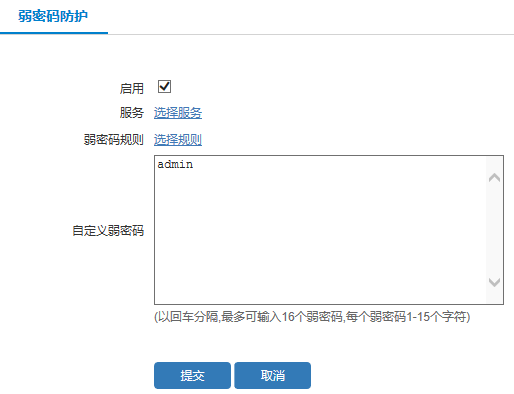 弱密码防护
启用
服务 选择服务
弱密码规则 选择规则
admin
自定义弱密码
(以回车分隔,最多可输入16个弱密码,每个弱密码1-15个字符)
提交 取消